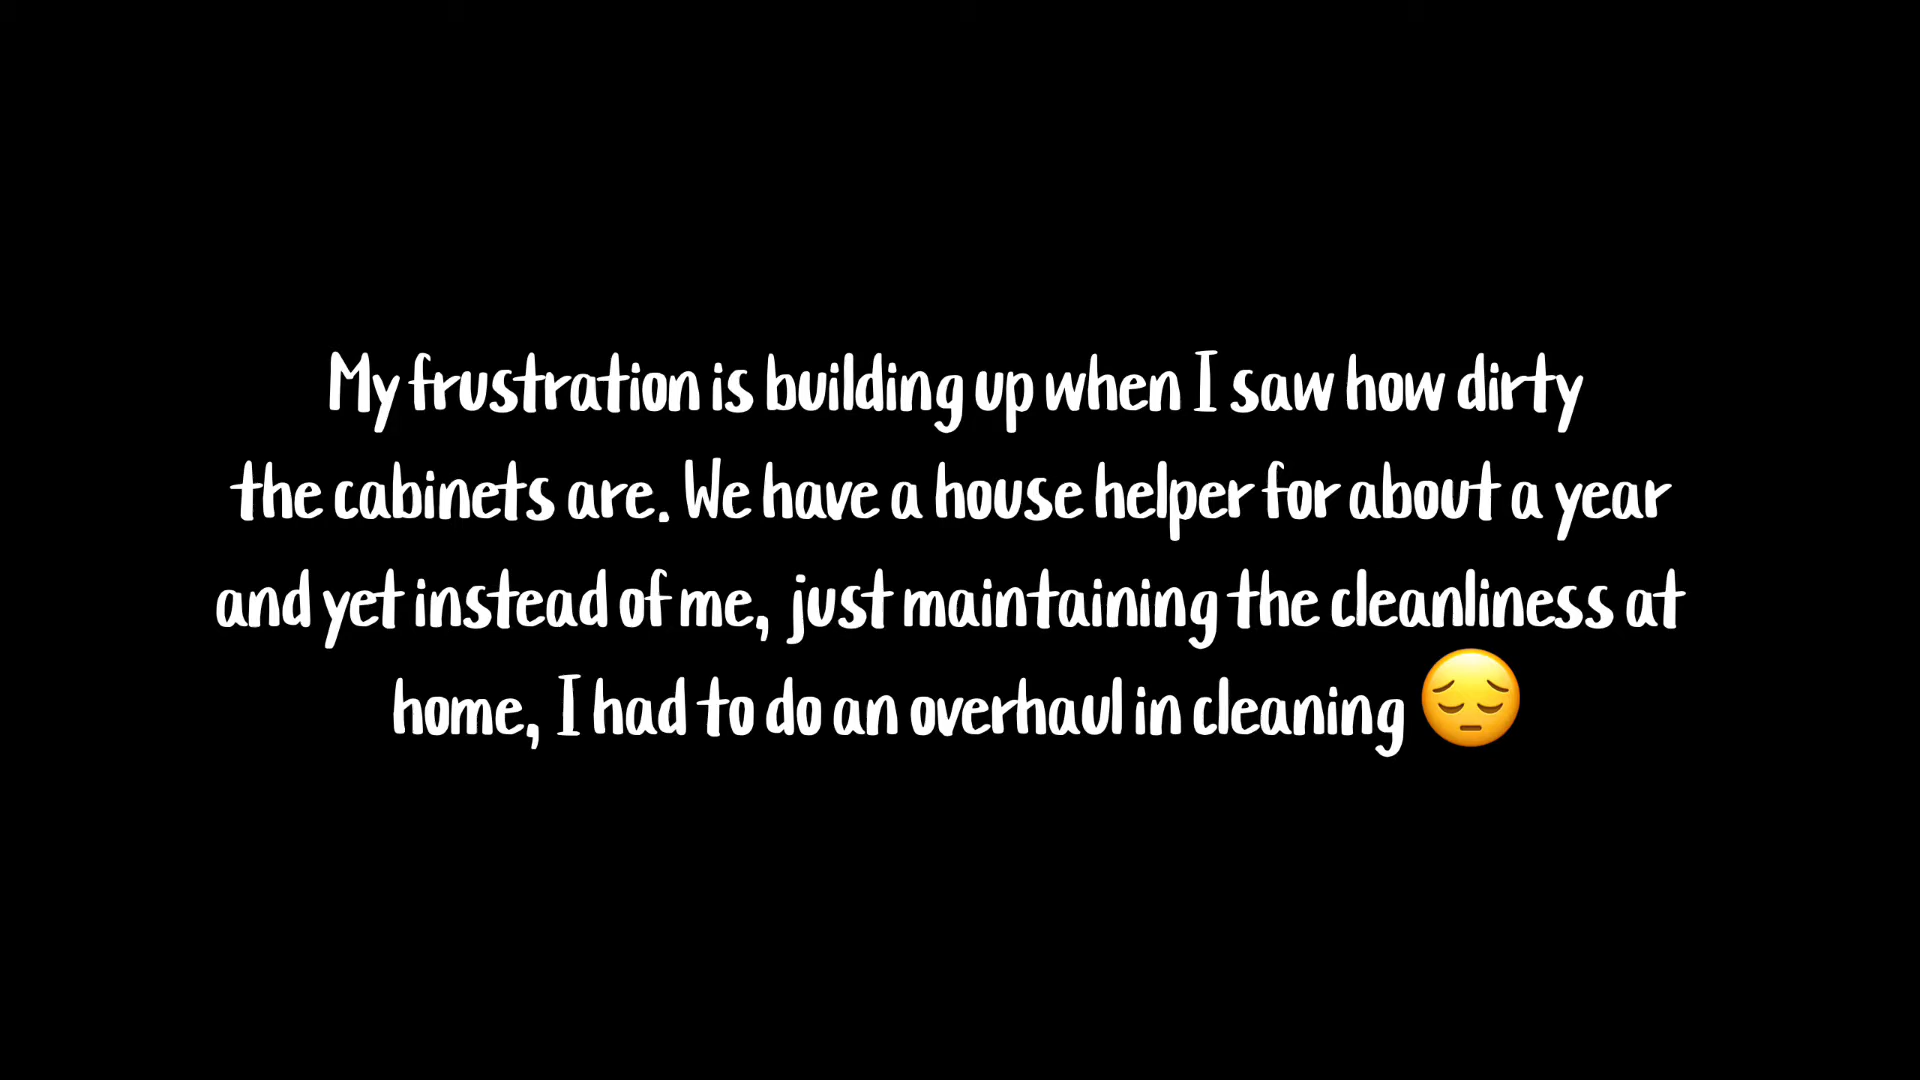 My frustration is building up when I saw how dirty
the cabinets are. We have a house helper for about a year
and yet instead of me, just maintaining the cleanliness at
home, I had to do an overhaul in cleaning 😔